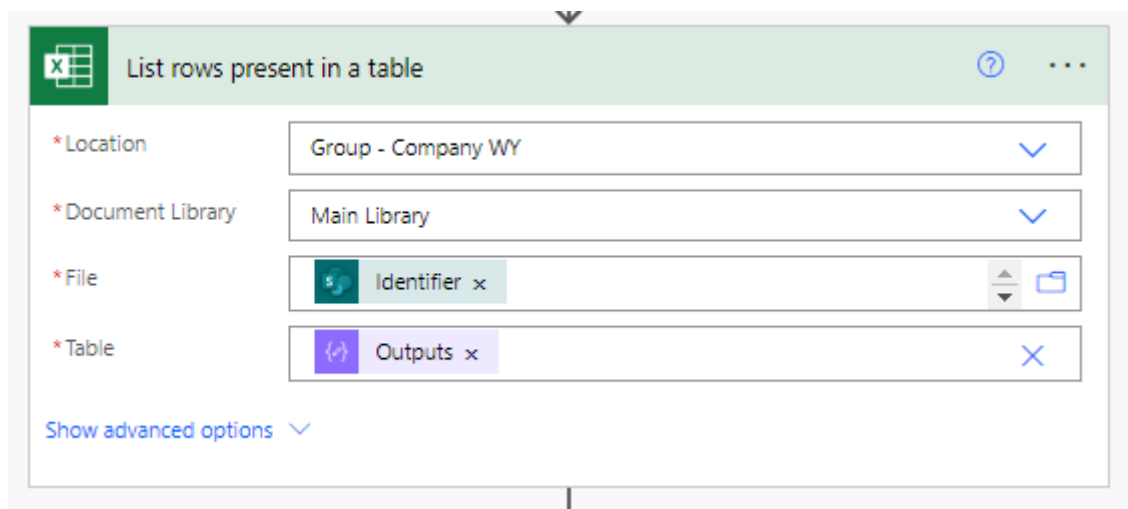 List rows present in a table
*Location
Group - Company WY
*Document Library
Main Library
*File
Identifier ×
*Table
Outputs ×
Show advanced options